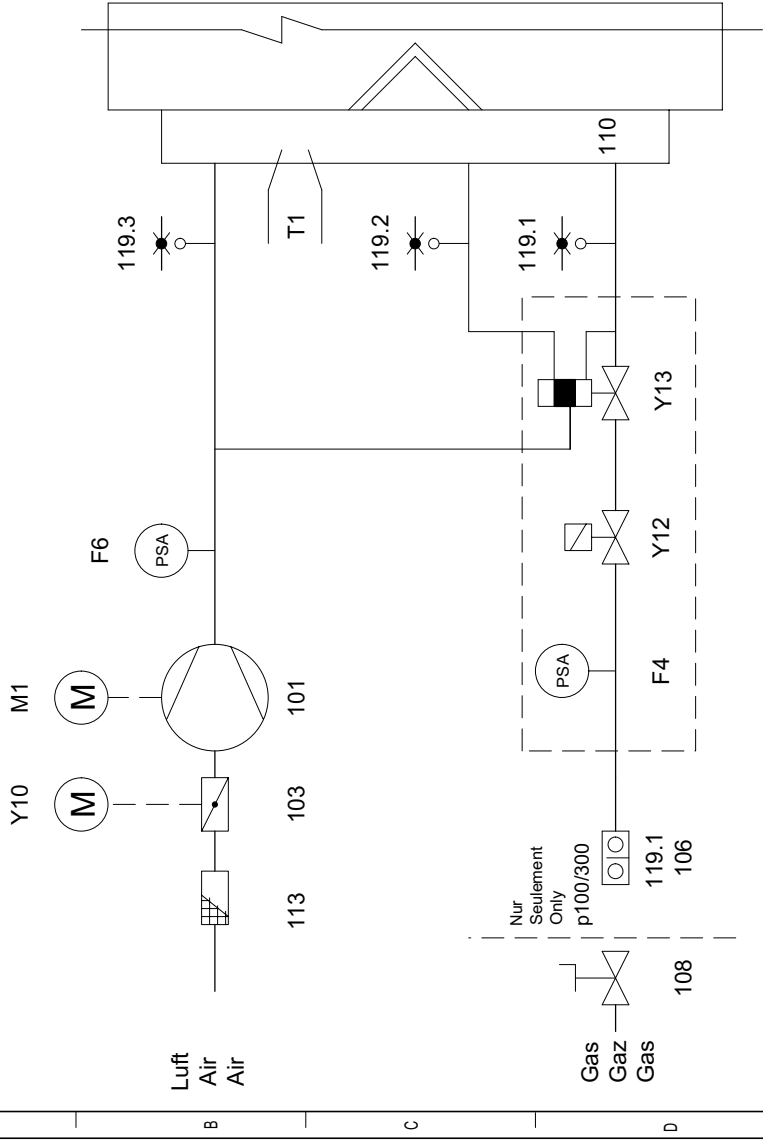 110
119.3
T1
119.2
119.1
Y13
F6
PSA
Y12
M1
M
101
PSA
F4
Y10
M
103
Nur
Seulement
Only
p100/300
119.1
106
113
108
Luft
Air
Air
Gas
Gaz
Gas
B
C
D